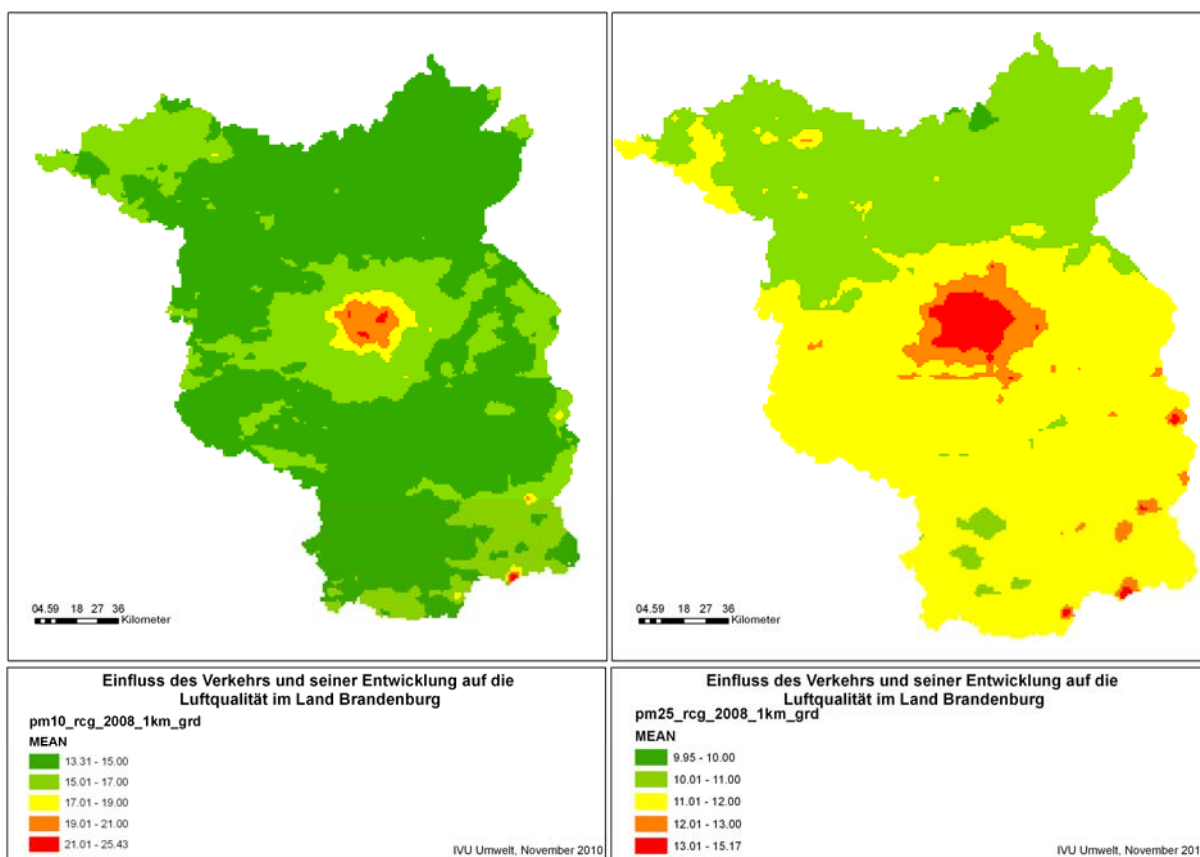 04.59 18 27 36
Kilometer
Einfluss des Verkehrs und seiner Entwicklung auf die
Luftqualität im Land Brandenburg
pm10_rcg_2008_1km_grd
MEAN
13.31 - 15.00
15.01 - 17.00
17.01 - 19.00
19.01 - 21.00
21.01 - 25.43
IVU Umwelt, November 2010
04.59 18 27 36
Kilometer
Einfluss des Verkehrs und seiner Entwicklung auf die
Luftqualität im Land Brandenburg
pm25_rcg_2008_1km_grd
MEAN
9.95 - 10.00
10.01 - 11.00
11.01 - 12.00
12.01 - 13.00
13.01 - 15.17
IVU Umwelt, November 201